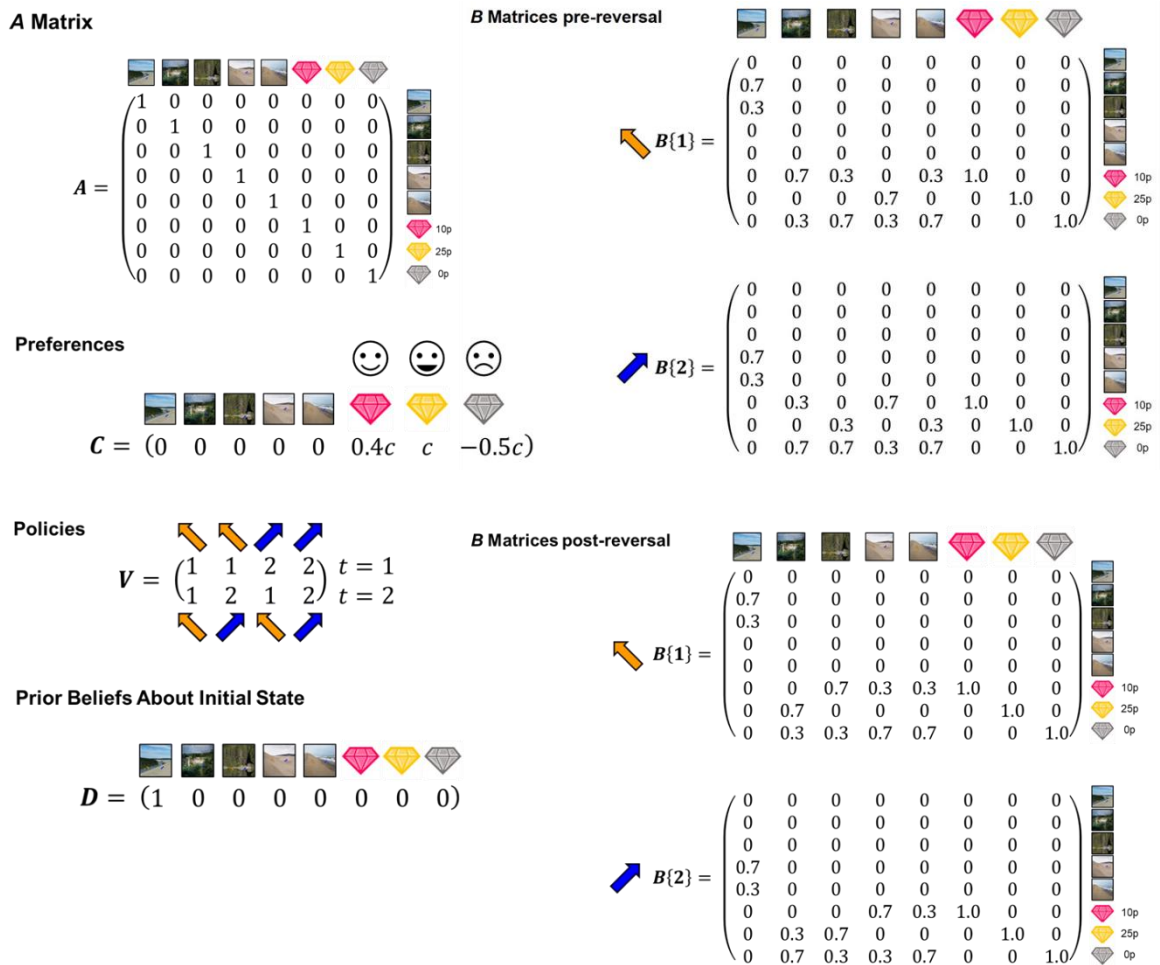 A Matrix
A =
1 0 0 0 0 0 0 0
0 1 0 0 0 0 0 0
0 0 1 0 0 0 0 0
0 0 0 1 0 0 0 0
0 0 0 0 1 0 0 0
0 0 0 0 0 1 0 0 10p
0 0 0 0 0 0 1 0 25p
0 0 0 0 0 0 0 1 0p
Preferences
C = (0 0 0 0 0 0.4c c −0.5c)
Policies
V = (1 1 2 2) t = 1
(1 2 1 2) t = 2
Prior Beliefs About Initial State
D = (1 0 0 0 0 0 0 0)
B Matrices pre-reversal
B{1} =
0 0 0 0 0 0 0 0
0.7 0 0 0 0 0 0 0
0.3 0 0 0 0 0 0 0
0 0 0 0 0 0 0 0
0 0 0 0 0 0 0 0
0 0.7 0.3 0 0.3 1.0 0 0 10p
0 0 0 0.7 0 0 1.0 0 25p
0 0.3 0.7 0.3 0.7 0 0 1.0 0p
B{2} =
0 0 0 0 0 0 0 0
0 0 0 0 0 0 0 0
0 0 0 0 0 0 0 0
0.7 0 0 0 0 0 0 0
0.3 0 0 0 0 0 0 0
0 0.3 0 0.7 0 1.0 0 0 10p
0 0 0.3 0 0.3 0 1.0 0 25p
0 0.7 0.7 0.3 0.7 0 0 1.0 0p
B Matrices post-reversal
B{1} =
0 0 0 0 0 0 0 0
0.7 0 0 0 0 0 0 0
0.3 0 0 0 0 0 0 0
0 0 0 0 0 0 0 0
0 0 0 0 0 0 0 0
0 0 0.7 0.3 0.3 1.0 0 0 10p
0 0.7 0 0 0 0 1.0 0 25p
0 0.3 0.3 0.7 0.7 0 0 1.0 0p
B{2} =
0 0 0 0 0 0 0 0
0 0 0 0 0 0 0 0
0 0 0 0 0 0 0 0
0.7 0 0 0 0 0 0 0
0.3 0 0 0 0 0 0 0
0 0 0 0.7 0.3 1.0 0 0 10p
0 0.3 0.7 0 0 0 1.0 0 25p
0 0.7 0.3 0.3 0.7 0 0 1.0 0p